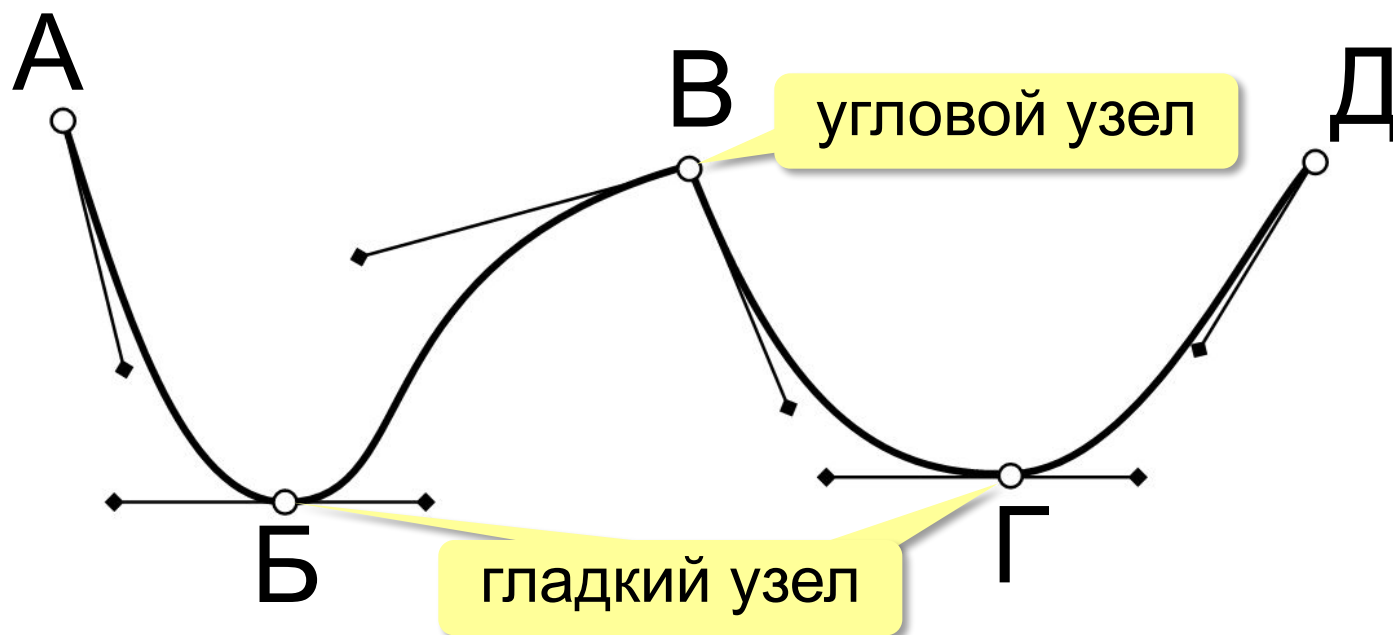 А
В
угловой узел
Д
Б
гладкий узел
Г